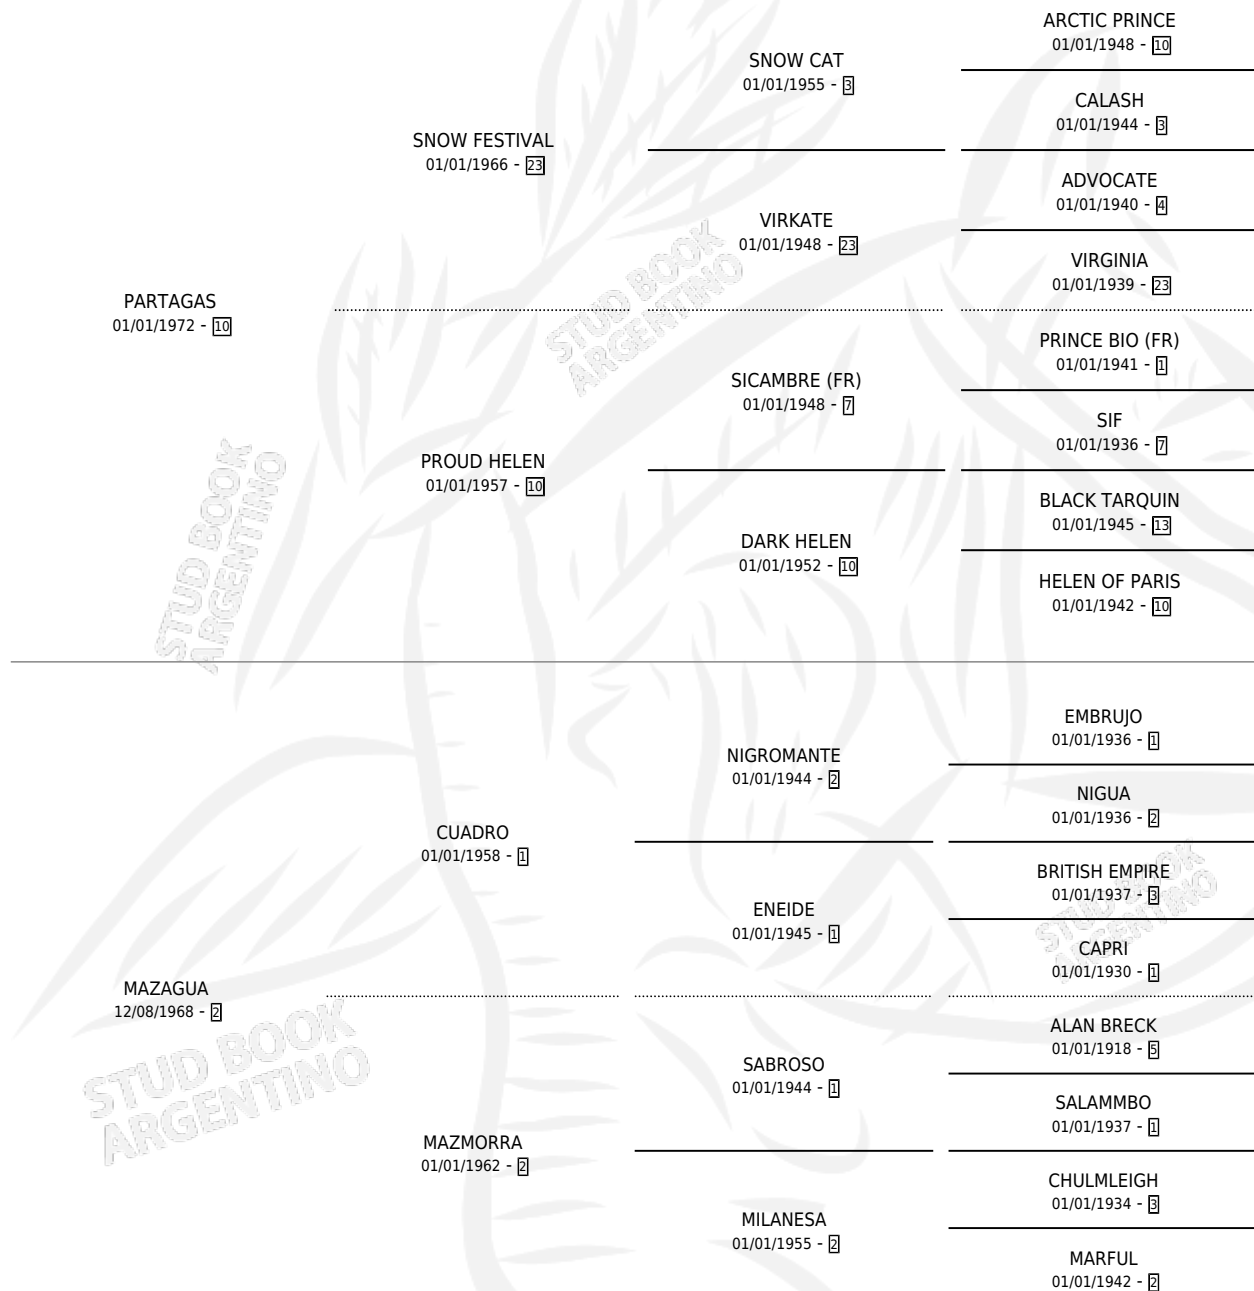 ARCTIC PRINCE
01/01/1948 - 10
SNOW CAT
01/01/1955 - 3
CALASH
01/01/1944 - 3
SNOW FESTIVAL
01/01/1966 - 23
ADVOCATE
01/01/1940 - 4
VIRKATE
01/01/1948 - 23
VIRGINIA
01/01/1939 - 23
PARTAGAS
01/01/1972 - 10
STUD BOOK
ARGENTINO
PRINCE BIO (FR)
01/01/1941 - 1
SICAMBRE (FR)
01/01/1948 - 7
SIF
01/01/1936 - 7
PROUD HELEN
01/01/1957 - 10
BLACK TARQUIN
01/01/1945 - 13
DARK HELEN
01/01/1952 - 10
HELEN OF PARIS
01/01/1942 - 10
STUD BOOK
ARGENTINO
EMBRUJO
01/01/1936 - 1
NIGROMANTE
01/01/1944 - 2
NIGUA
01/01/1936 - 2
CUADRO
01/01/1958 - 1
BRITISH EMPIRE
01/01/1937 - 3
ENEIDE
01/01/1945 - 1
CAPRI
01/01/1930 - 1
STUD BOOK
ARGENTINO
MAZAGUA
12/08/1968 - 2
STUD BOOK
ARGENTINO
ALAN BRECK
01/01/1918 - 5
SABROSO
01/01/1944 - 1
SALAMMBO
01/01/1937 - 1
MAZMORRA
01/01/1962 - 2
CHULMLEIGH
01/01/1934 - 3
MILANESA
01/01/1955 - 2
MARFUL
01/01/1942 - 2